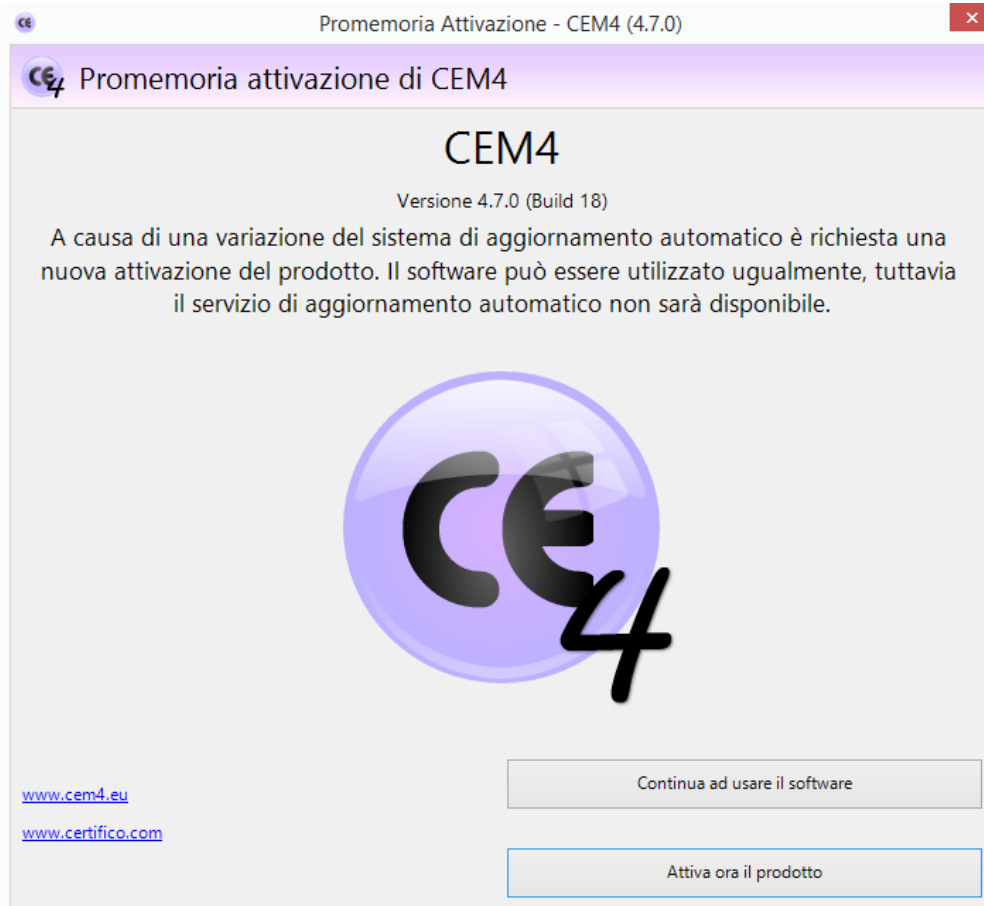 CE
Promemoria Attivazione - CEM4 (4.7.0)
CE4 Promemoria attivazione di CEM4
CEM4
Versione 4.7.0 (Build 18)
A causa di una variazione del sistema di aggiornamento automatico è richiesta una
nuova attivazione del prodotto. Il software può essere utilizzato ugualmente, tuttavia
il servizio di aggiornamento automatico non sarà disponibile.
CE4
Continua ad usare il software
www.cem4.eu
www.certifico.com
Attiva ora il prodotto